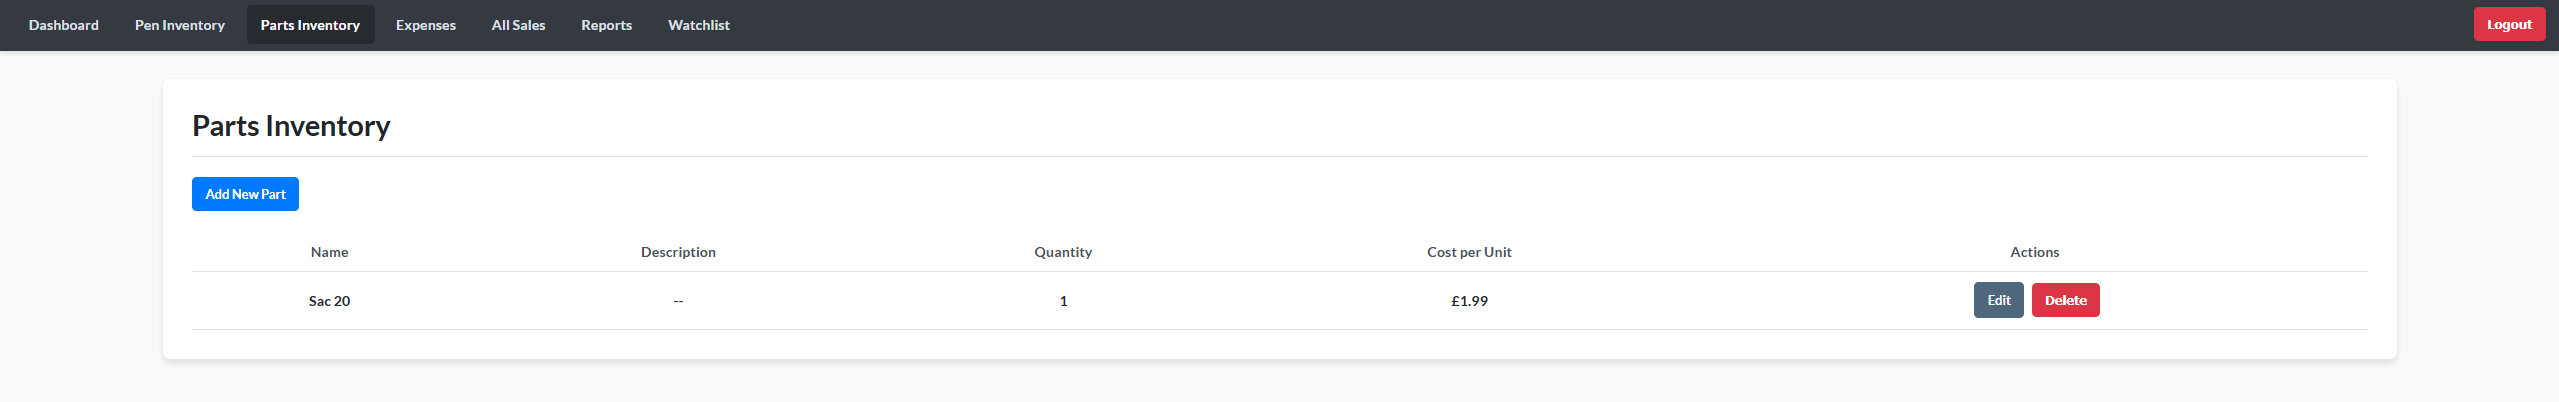 Dashboard Pen Inventory Parts Inventory Expenses All Sales Reports Watchlist Logout
Parts Inventory
Add New Part
Name Description Quantity Cost per Unit Actions
Sac 20 -- 1 £1.99 Edit Delete